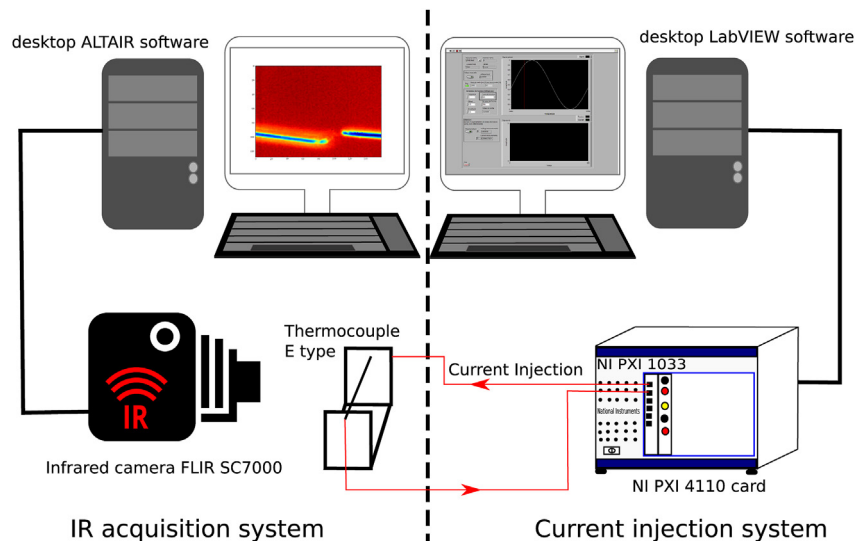 desktop ALTAIR software
desktop LabVIEW software
Thermocouple
E type
Current Injection
NI PXI 1033
National Instruments
IR
Infrared camera FLIR SC7000
NI PXI 4110 card
IR acquisition system
Current injection system